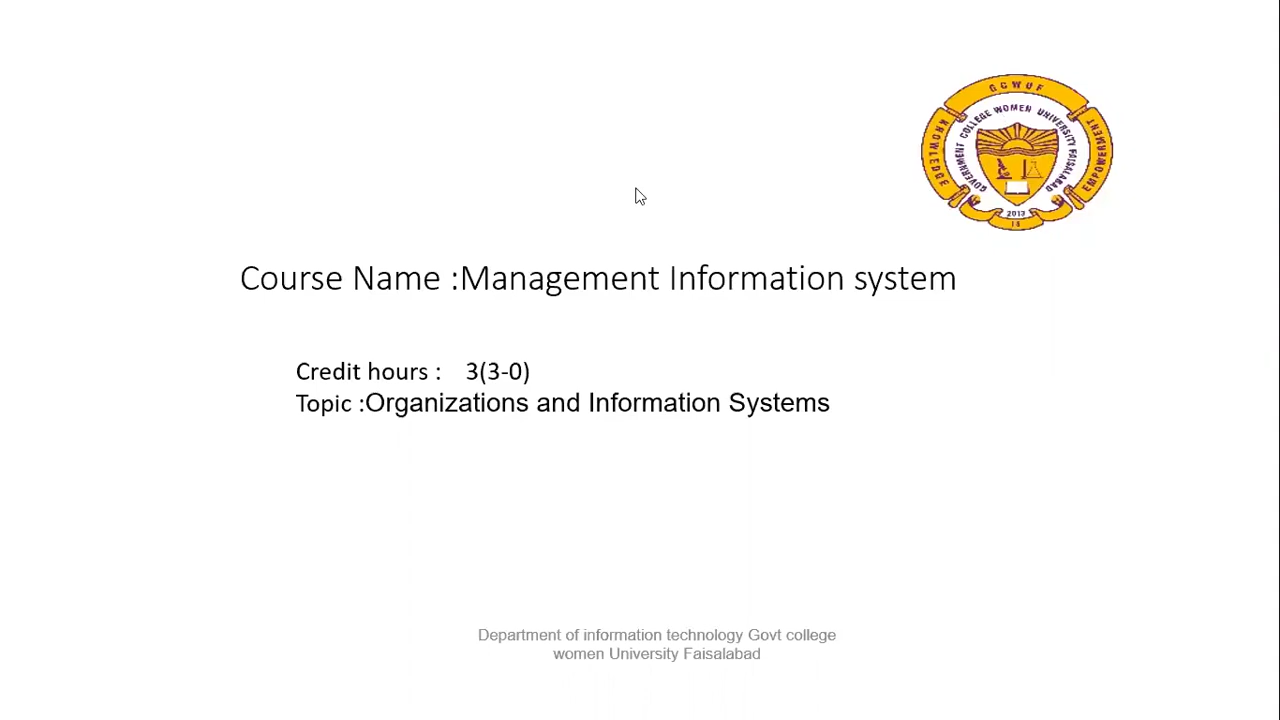 GCWUF
KNOWLEDGE
GOVERNMENT COLLEGE WOMEN UNIVERSITY FAISALABAD
EMPOWERMENT
2013
Course Name :Management Information system
Credit hours :    3(3-0)
Topic :Organizations and Information Systems
Department of information technology Govt college
women University Faisalabad